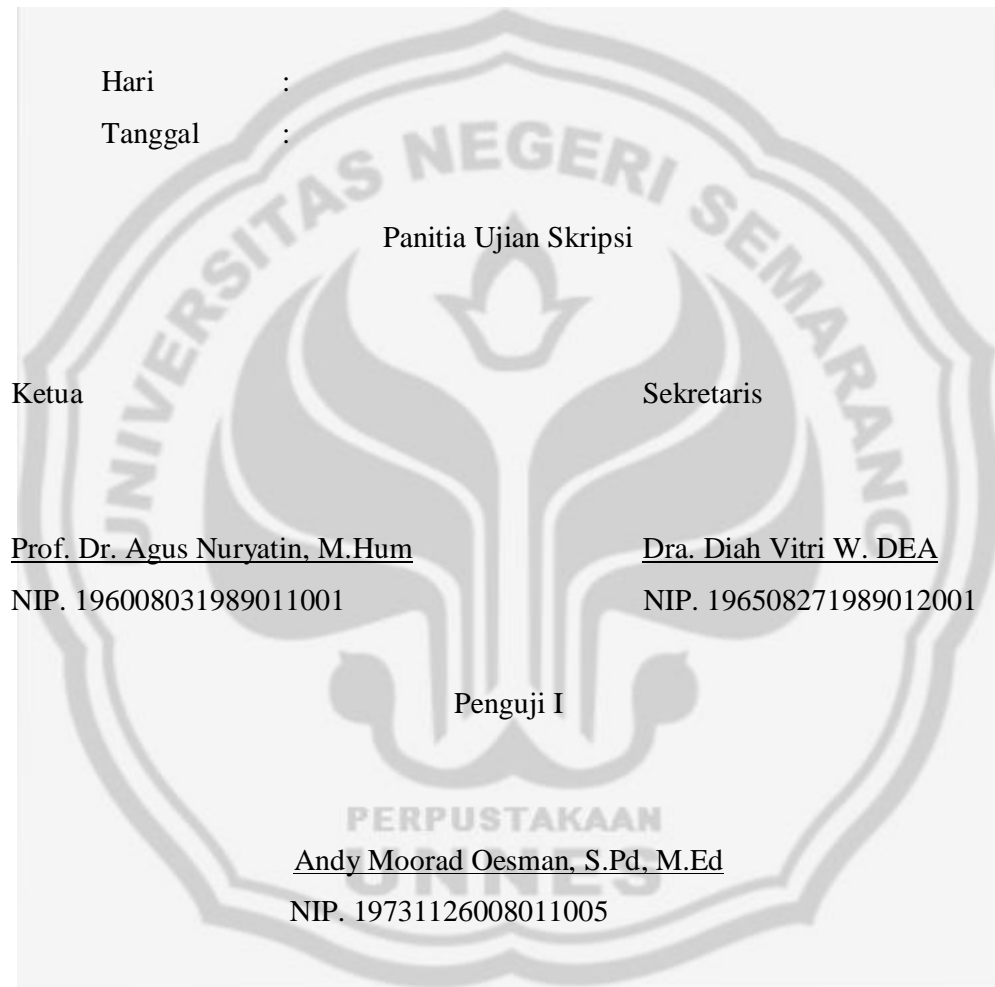 Hari :
Tanggal :
UNIVERSITAS NEGERI SEMARANG
Panitia Ujian Skripsi
Ketua Sekretaris
Prof. Dr. Agus Nuryatin, M.Hum Dra. Diah Vitri W. DEA
NIP. 196008031989011001 NIP. 196508271989012001
Penguji I
PERPUSTAKAAN
UNNES
Andy Moorad Oesman, S.Pd, M.Ed
NIP. 19731126008011005